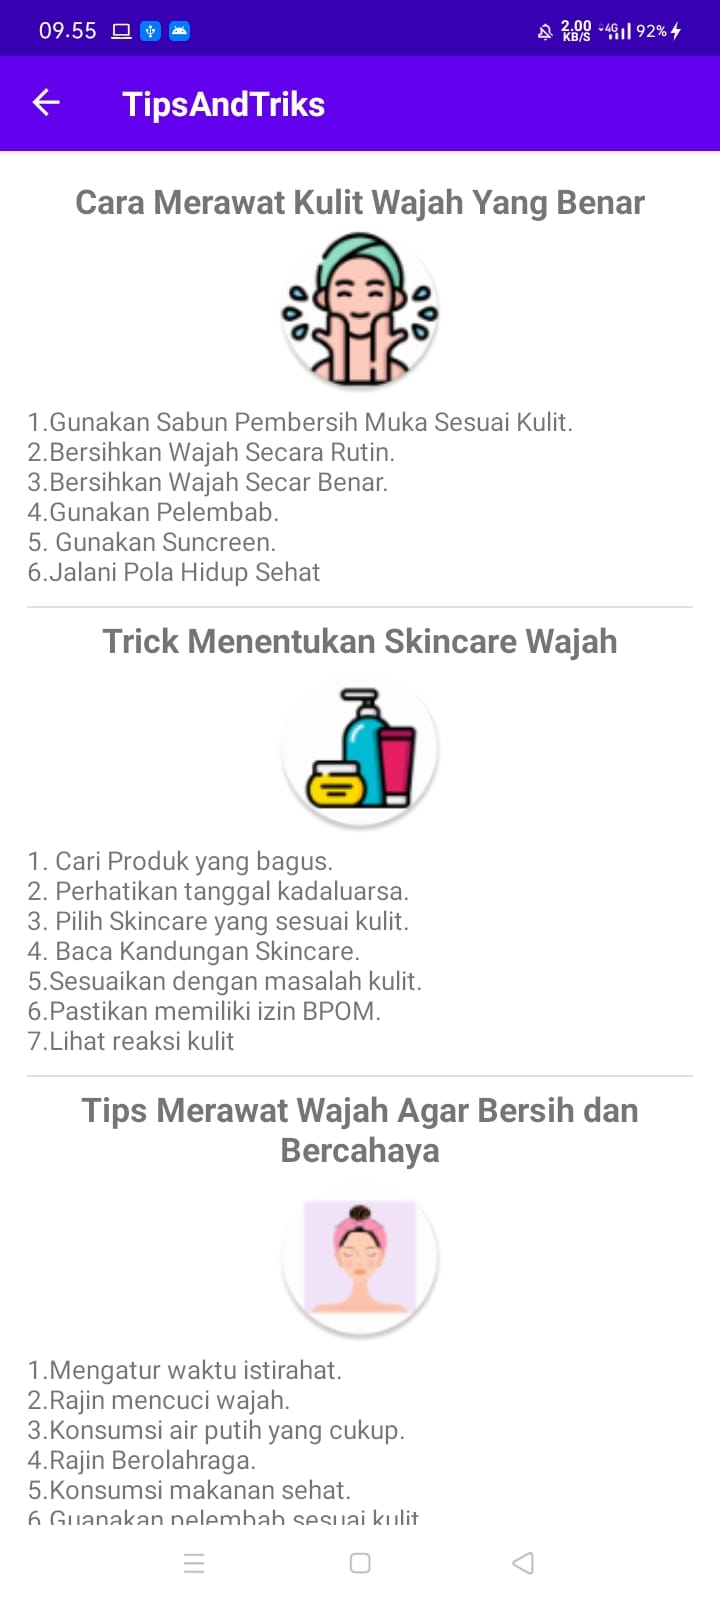 09.55
2.00
KB/S
4G
92%
TipsAndTriks
Cara Merawat Kulit Wajah Yang Benar
1.Gunakan Sabun Pembersih Muka Sesuai Kulit.
2.Bersihkan Wajah Secara Rutin.
3.Bersihkan Wajah Secar Benar.
4.Gunakan Pelembab.
5. Gunakan Suncreen.
6.Jalani Pola Hidup Sehat
Trick Menentukan Skincare Wajah
1. Cari Produk yang bagus.
2. Perhatikan tanggal kadaluarsa.
3. Pilih Skincare yang sesuai kulit.
4. Baca Kandungan Skincare.
5.Sesuaikan dengan masalah kulit.
6.Pastikan memiliki izin BPOM.
7.Lihat reaksi kulit
Tips Merawat Wajah Agar Bersih dan
Bercahaya
1.Mengatur waktu istirahat.
2.Rajin mencuci wajah.
3.Konsumsi air putih yang cukup.
4.Rajin Berolahraga.
5.Konsumsi makanan sehat.
6.Guanakan pelembab sesuai kulit